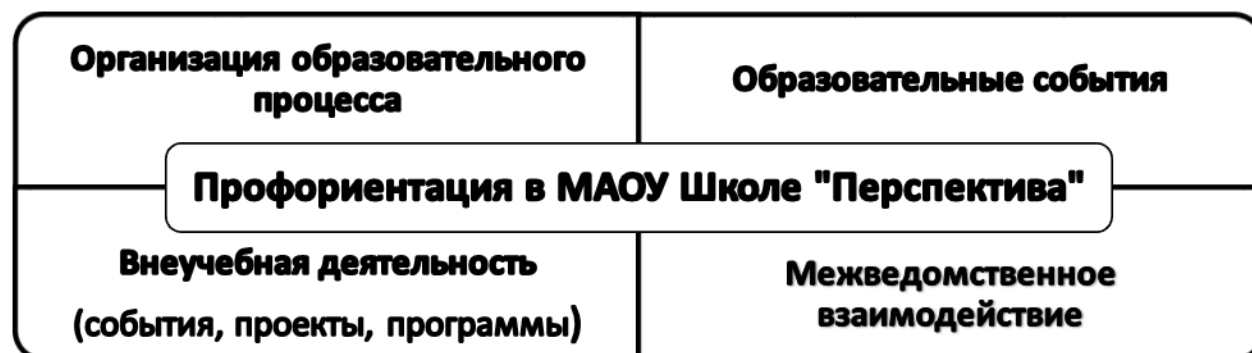 Организация образовательного
процесса
Образовательные события
Профориентация в МАОУ Школе "Перспектива"
Внеучебная деятельность
(события, проекты, программы)
Межведомственное
взаимодействие